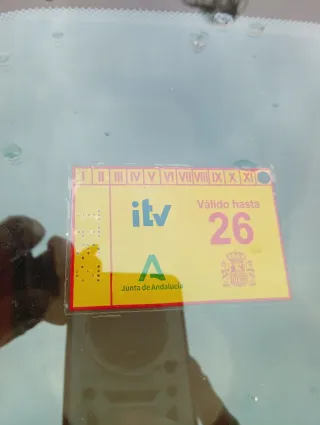 I II III IV V VI VII VIII IX X XI
itv
Válido hasta
26
Junta de Andalucía